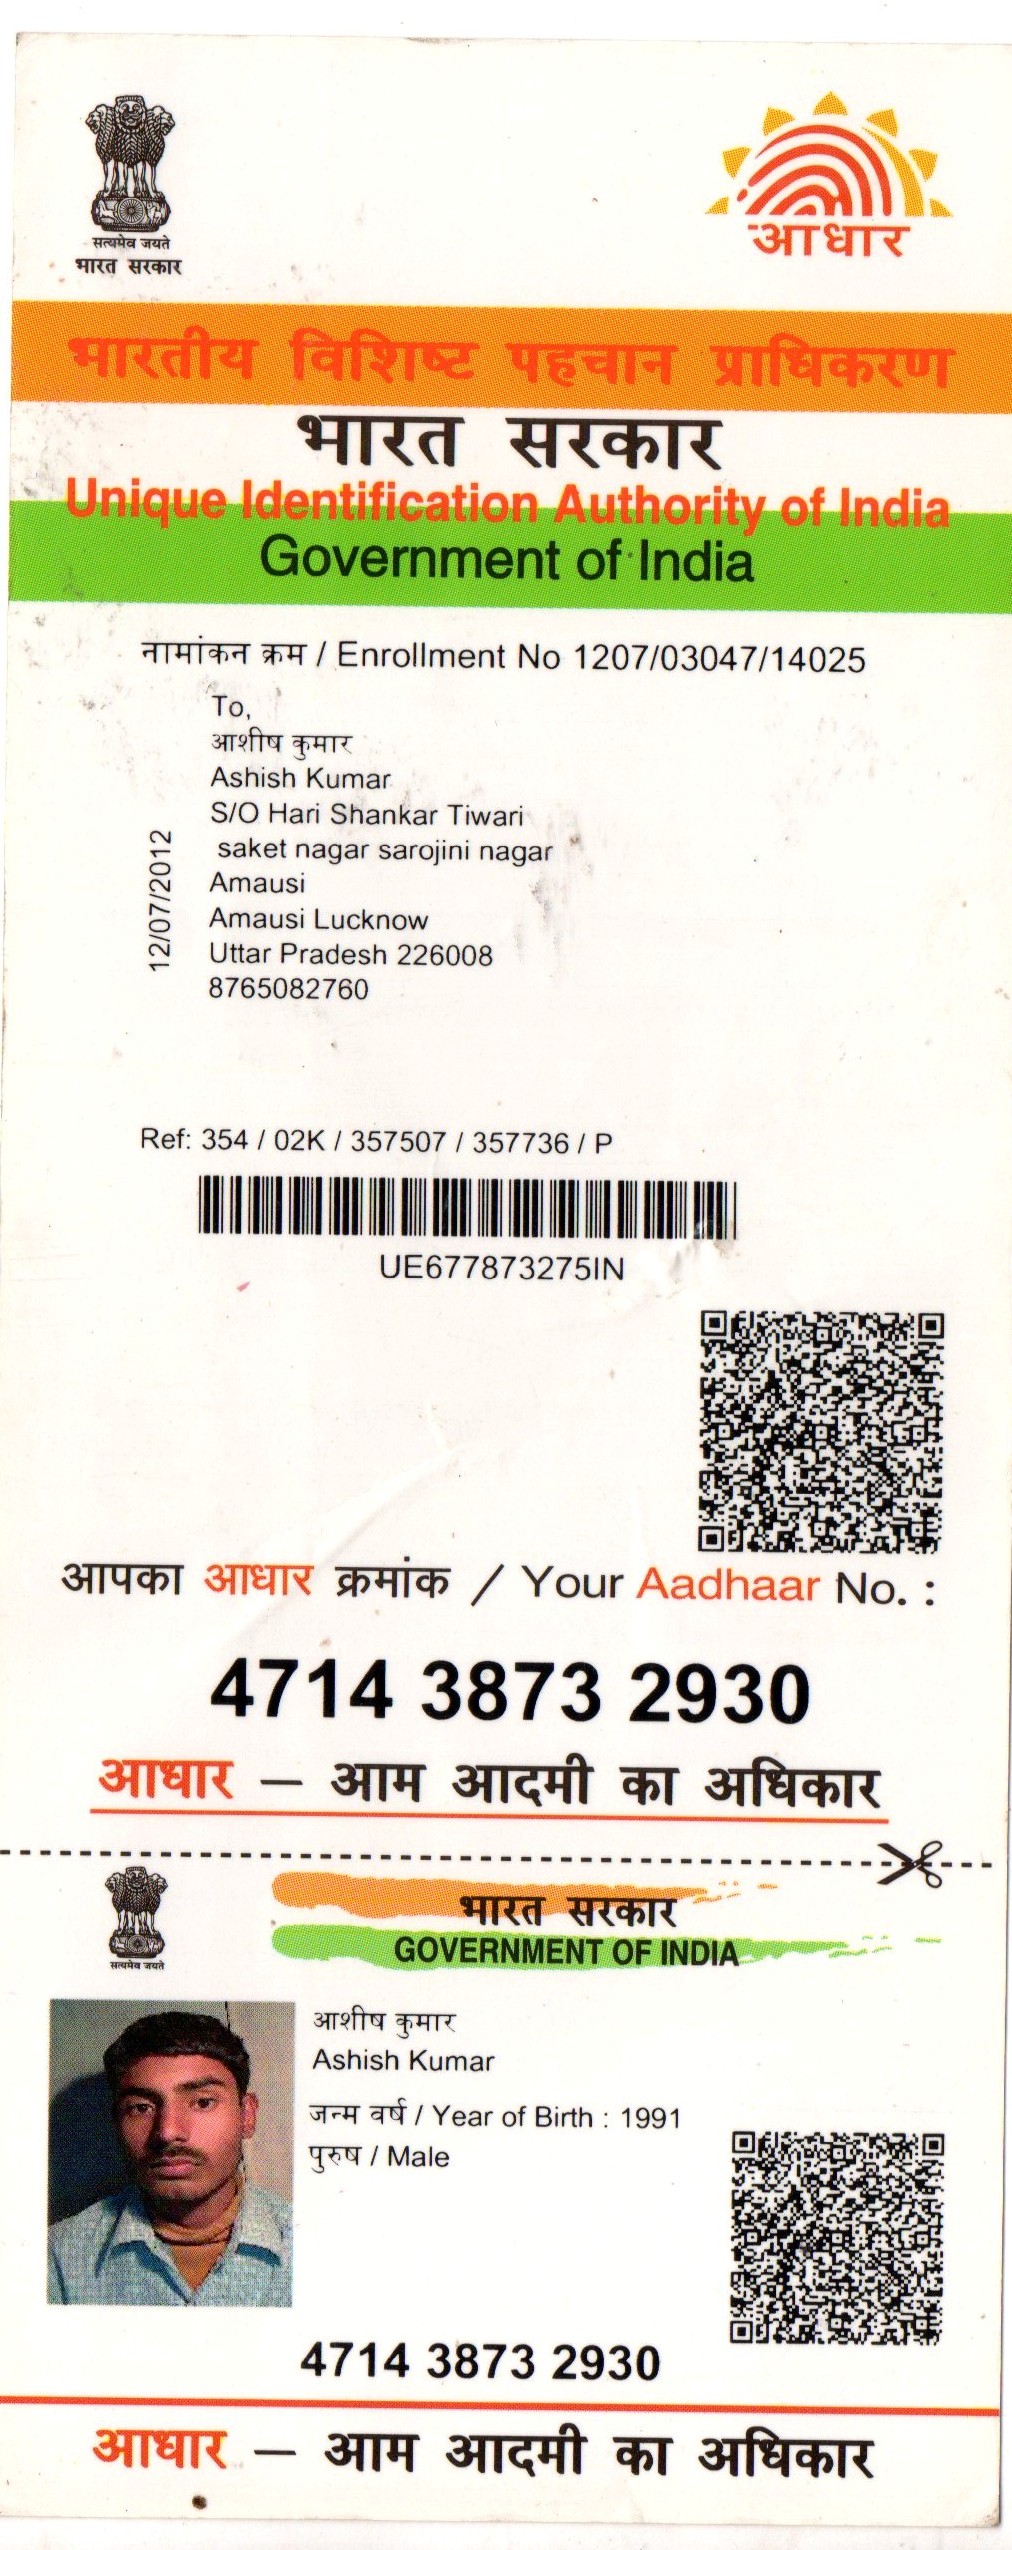 सत्यमेव जयते
भारत सरकार
आधार
भारतीय विशिष्ट पहचान प्राधिकरण
भारत सरकार
Unique Identification Authority of India
Government of India
नामांकन क्रम / Enrollment No 1207/03047/14025
To,
आशीष कुमार
Ashish Kumar
S/O Hari Shankar Tiwari
saket nagar sarojini nagar
Amausi
Amausi Lucknow
Uttar Pradesh 226008
8765082760
12/07/2012
Ref: 354 / 02K / 357507 / 357736 / P
UE677873275IN
आपका आधार क्रमांक / Your Aadhaar No. :
4714 3873 2930
आधार — आम आदमी का अधिकार
सत्यमेव जयते
भारत सरकार
GOVERNMENT OF INDIA
आशीष कुमार
Ashish Kumar
जन्म वर्ष / Year of Birth : 1991
पुरुष / Male
4714 3873 2930
आधार — आम आदमी का अधिकार